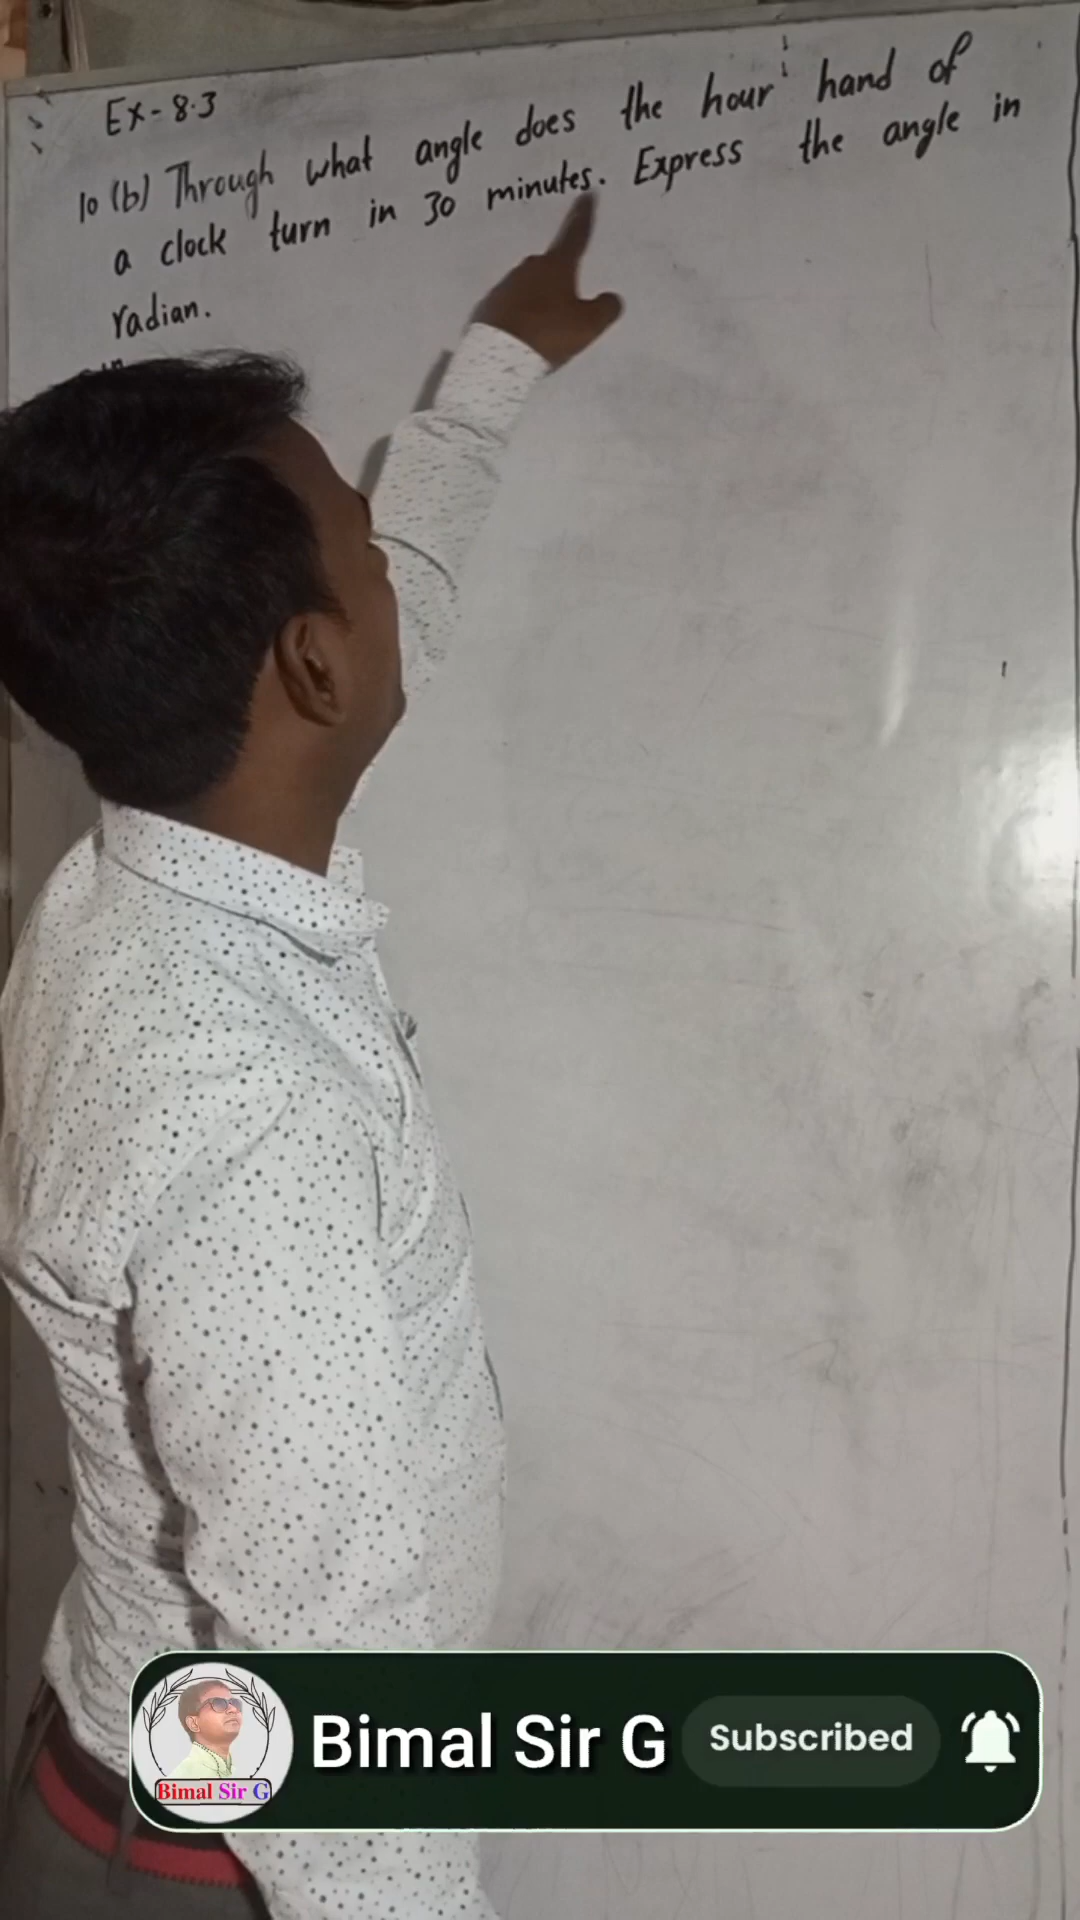 Ex-8.3
10 (b) Through what angle does the hour hand of
a clock turn in 30 minutes. Express the angle in
radian.
Bimal Sir G
Subscribed
Bimal Sir G